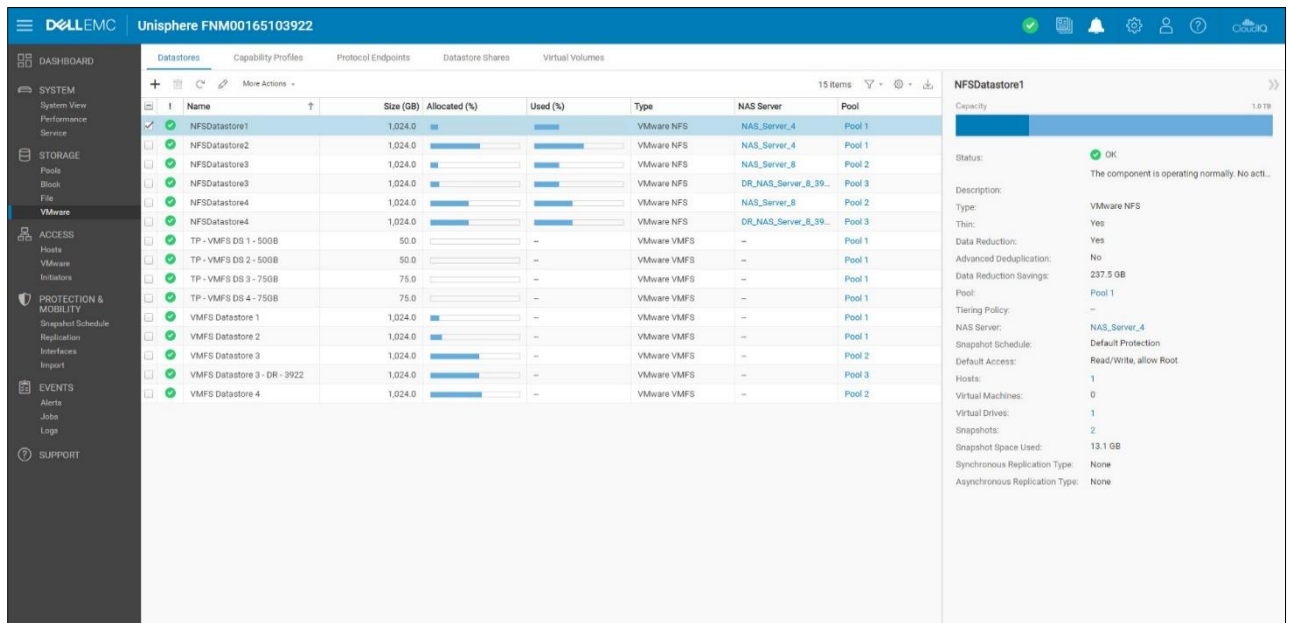 DELLEMC Unisphere FNM00165103922 CloudIQ
DASHBOARD
SYSTEM
System View
Performance
Service
STORAGE
Pools
Block
File
VMware
ACCESS
Hosts
VMware
Initiators
PROTECTION &
MOBILITY
Snapshot Schedule
Replication
Interfaces
Import
EVENTS
Alerts
Jobs
Logs
SUPPORT
Datastores Capability Profiles Protocol Endpoints Datastore Shares Virtual Volumes
More Actions 15 items
! Name ↑ Size (GB) Allocated (%) Used (%) Type NAS Server Pool
NFSDatastore1 1,024.0 VMware NFS NAS_Server_4 Pool 1
NFSDatastore2 1,024.0 VMware NFS NAS_Server_4 Pool 1
NFSDatastore3 1,024.0 VMware NFS NAS_Server_8 Pool 2
NFSDatastore3 1,024.0 VMware NFS DR_NAS_Server_8_39... Pool 3
NFSDatastore4 1,024.0 VMware NFS NAS_Server_8 Pool 2
NFSDatastore4 1,024.0 VMware NFS DR_NAS_Server_8_39... Pool 3
TP - VMFS DS 1 - 50GB 50.0 -- VMware VMFS -- Pool 1
TP - VMFS DS 2 - 50GB 50.0 -- VMware VMFS -- Pool 1
TP - VMFS DS 3 - 75GB 75.0 -- VMware VMFS -- Pool 1
TP - VMFS DS 4 - 75GB 75.0 -- VMware VMFS -- Pool 1
VMFS Datastore 1 1,024.0 -- VMware VMFS -- Pool 1
VMFS Datastore 2 1,024.0 -- VMware VMFS -- Pool 1
VMFS Datastore 3 1,024.0 -- VMware VMFS -- Pool 2
VMFS Datastore 3 - DR - 3922 1,024.0 -- VMware VMFS -- Pool 3
VMFS Datastore 4 1,024.0 -- VMware VMFS -- Pool 2
NFSDatastore1
Capacity 1.0 TB
Status: OK
The component is operating normally. No acti...
Description:
Type: VMware NFS
Thin: Yes
Data Reduction: Yes
Advanced Deduplication: No
Data Reduction Savings: 237.5 GB
Pool: Pool 1
Tiering Policy: --
NAS Server: NAS_Server_4
Snapshot Schedule: Default Protection
Default Access: Read/Write, allow Root
Hosts: 1
Virtual Machines: 0
Virtual Drives: 1
Snapshots: 2
Snapshot Space Used: 13.1 GB
Synchronous Replication Type: None
Asynchronous Replication Type: None